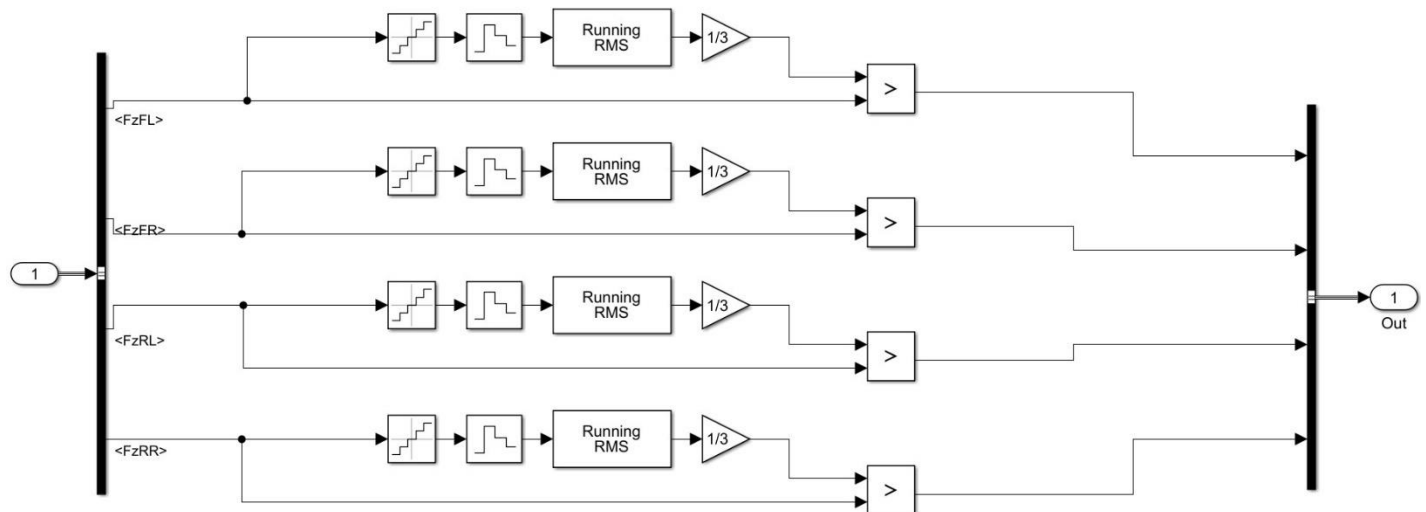 Running
RMS
1/3
>
<FzFL>
Running
RMS
1/3
>
<FzFR>
1
Running
RMS
1/3
1
Out
>
<FzRL>
Running
RMS
1/3
>
<FzRR>